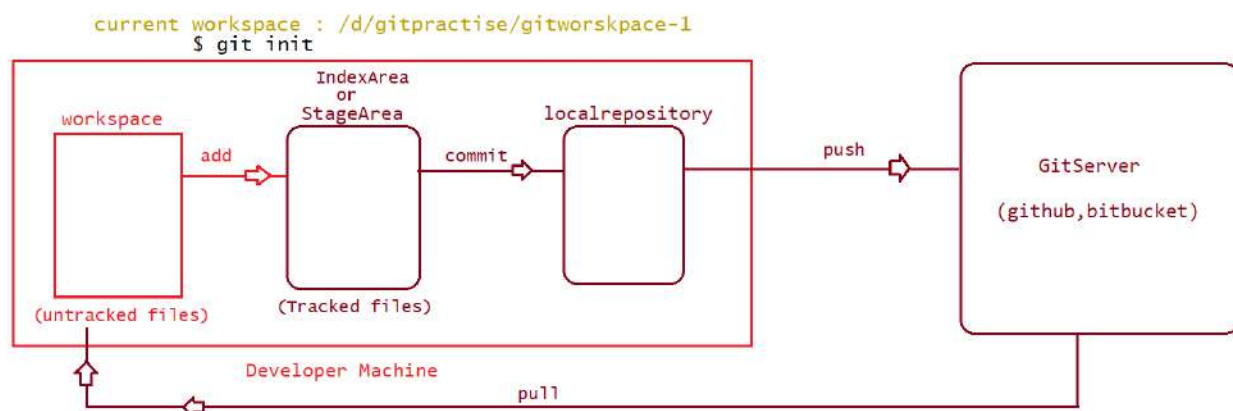 current workspace : /d/gitpractise/gitworskpace-1
$ git init
IndexArea
or
StageArea
workspace
localrepository
add
commit
push
GitServer
(github,bitbucket)
(untracked files)
(Tracked files)
Developer Machine
pull